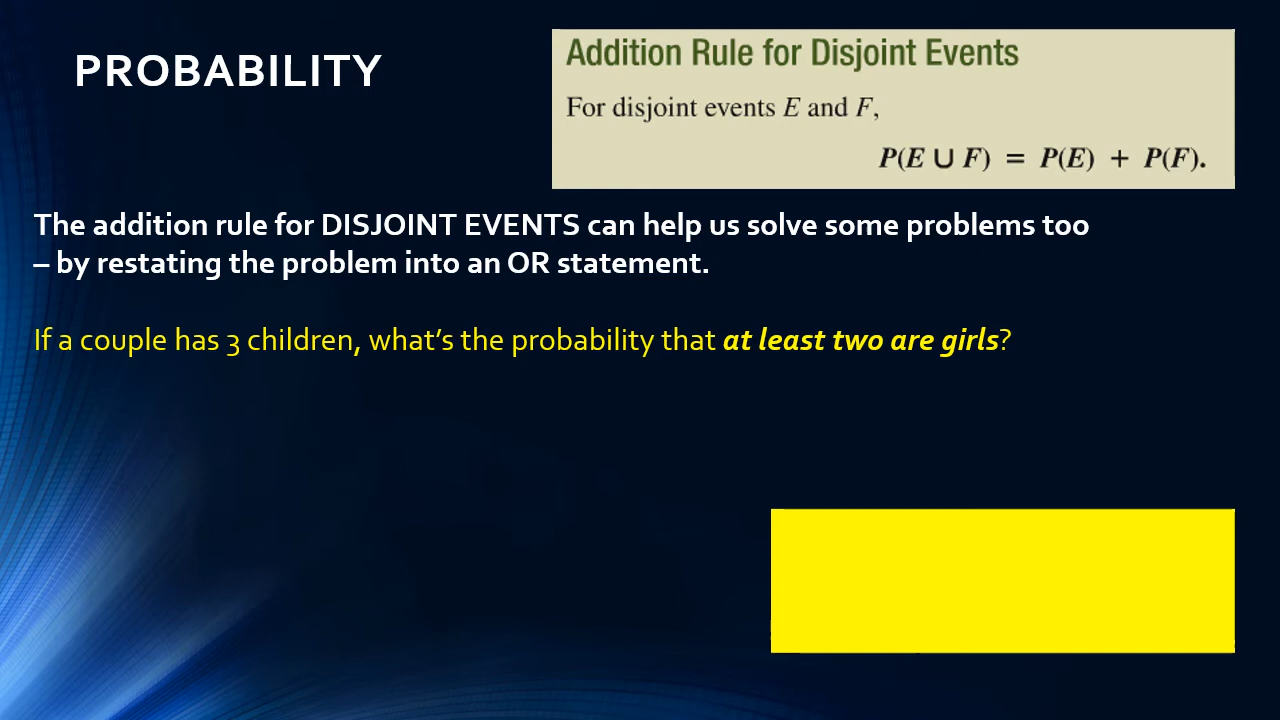 PROBABILITY
Addition Rule for Disjoint Events
For disjoint events E and F,
P(E ∪ F) = P(E) + P(F).
The addition rule for DISJOINT EVENTS can help us solve some problems too
– by restating the problem into an OR statement.
If a couple has 3 children, what’s the probability that at least two are girls?